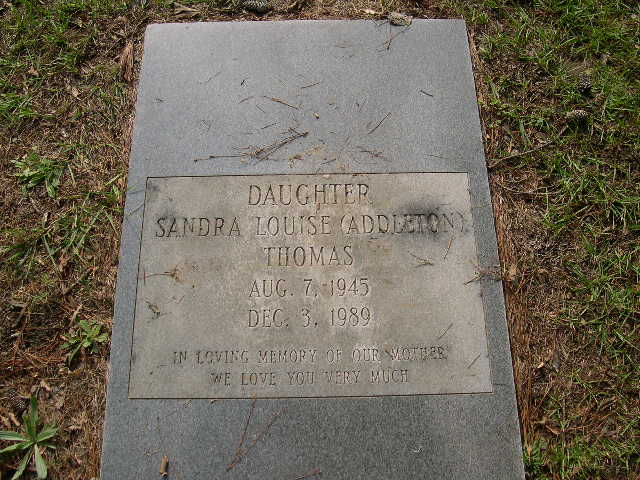 DAUGHTER
SANDRA LOUISE (ADDLETON)
THOMAS
AUG. 7, 1945
DEC. 3, 1989
IN LOVING MEMORY OF OUR MOTHER
WE LOVE YOU VERY MUCH